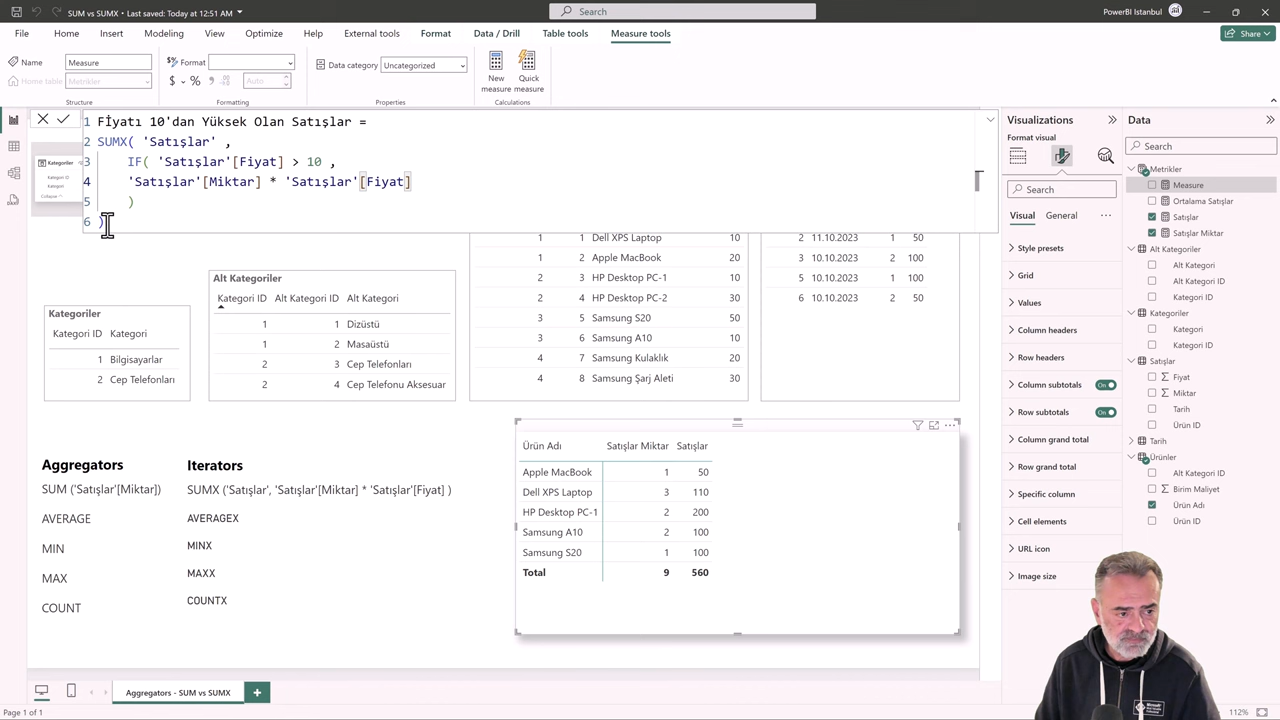 SUM vs SUMX • Last saved: Today at 12:51 AM
Search
PowerBI Istanbul
File Home Insert Modeling View Optimize Help External tools Format Data / Drill Table tools Measure tools
Share
Name Measure
Home table Metrikler
Structure
Format
$ % Auto
Formatting
Data category Uncategorized
Properties
New measure
Quick measure
Calculations
1 Fiyatı 10'dan Yüksek Olan Satışlar =
2 SUMX( 'Satışlar' ,
3 IF( 'Satışlar'[Fiyat] > 10 ,
4 'Satışlar'[Miktar] * 'Satışlar'[Fiyat]
5 )
6 )
Kategoriler
Kategori ID
Kategori
1 1 Dell XPS Laptop 10
1 2 Apple MacBook 20
2 3 HP Desktop PC-1 10
2 4 HP Desktop PC-2 30
3 5 Samsung S20 50
3 6 Samsung A10 10
4 7 Samsung Kulaklık 20
4 8 Samsung Şarj Aleti 30
2 11.10.2023 1 50
3 10.10.2023 2 100
5 10.10.2023 1 100
6 10.10.2023 2 50
Kategoriler
Kategori ID Kategori
1 Bilgisayarlar
2 Cep Telefonları
Alt Kategoriler
Kategori ID Alt Kategori ID Alt Kategori
1 1 Dizüstü
1 2 Masaüstü
2 3 Cep Telefonları
2 4 Cep Telefonu Aksesuar
Aggregators
SUM ('Satışlar'[Miktar])
AVERAGE
MIN
MAX
COUNT
Iterators
SUMX ('Satışlar', 'Satışlar'[Miktar] * 'Satışlar'[Fiyat] )
AVERAGEX
MINX
MAXX
COUNTX
Ürün Adı Satışlar Miktar Satışlar
Apple MacBook 1 50
Dell XPS Laptop 3 110
HP Desktop PC-1 2 200
Samsung A10 2 100
Samsung S20 1 100
Total 9 560
Visualizations
Format visual
Search
Visual General
Style presets
Grid
Values
Column headers
Row headers
Column subtotals On
Row subtotals On
Column grand total
Row grand total
Specific column
Cell elements
URL icon
Image size
Data
Search
Metrikler
Measure
Ortalama Satışlar
Satışlar
Satışlar Miktar
Alt Kategoriler
Alt Kategori
Alt Kategori ID
Kategori ID
Kategoriler
Kategori
Kategori ID
Satışlar
Fiyat
Miktar
Tarih
Ürün ID
Tarih
Ürünler
Alt Kategori ID
Birim Maliyet
Ürün Adı
Ürün ID
Aggregators - SUM vs SUMX
Page 1 of 1
112%